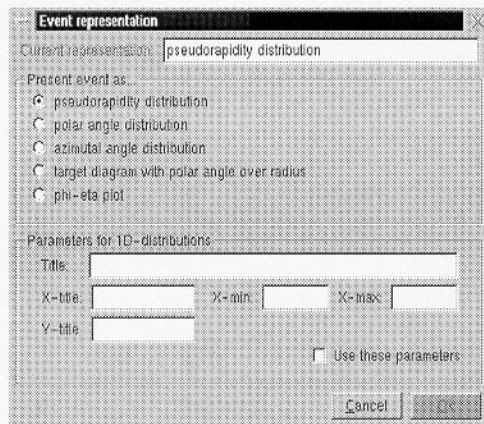 Event representation
Current representation: pseudorapidity distribution
Present event as...
pseudorapidity distribution
polar angle distribution
azimutal angle distribution
target diagram with polar angle over radius
phi-eta plot
Parameters for 1D-distributions
Title:
X-title: X-min: X-max:
Y-title
Use these parameters
Cancel OK